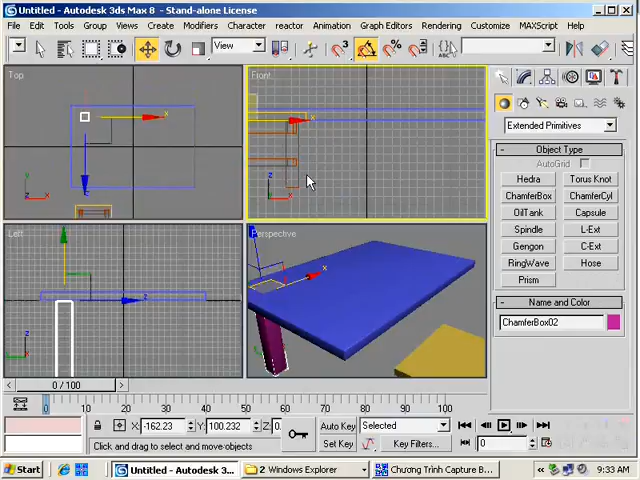 Untitled - Autodesk 3ds Max 8 - Stand-alone License
File Edit Tools Group Views Create Modifiers Character reactor Animation Graph Editors Rendering Customize MAXScript Help
View
Top
Front
Extended Primitives
Object Type
AutoGrid
Hedra Torus Knot
ChamferBox ChamferCyl
OilTank Capsule
Spindle L-Ext
Gengon C-Ext
RingWave Hose
Prism
Left
Perspective
Name and Color
ChamferBox02
0 / 100
0 10 20 30 40 50 60 70 80 90 100
X: -162.23 Y: 100.232 Z: 0. Auto Key Selected
Click and drag to select and move objects Set Key Key Filters... 0
Start Untitled - Autodesk 3... 2 Windows Explorer Chương Trình Capture B... 9:33 AM